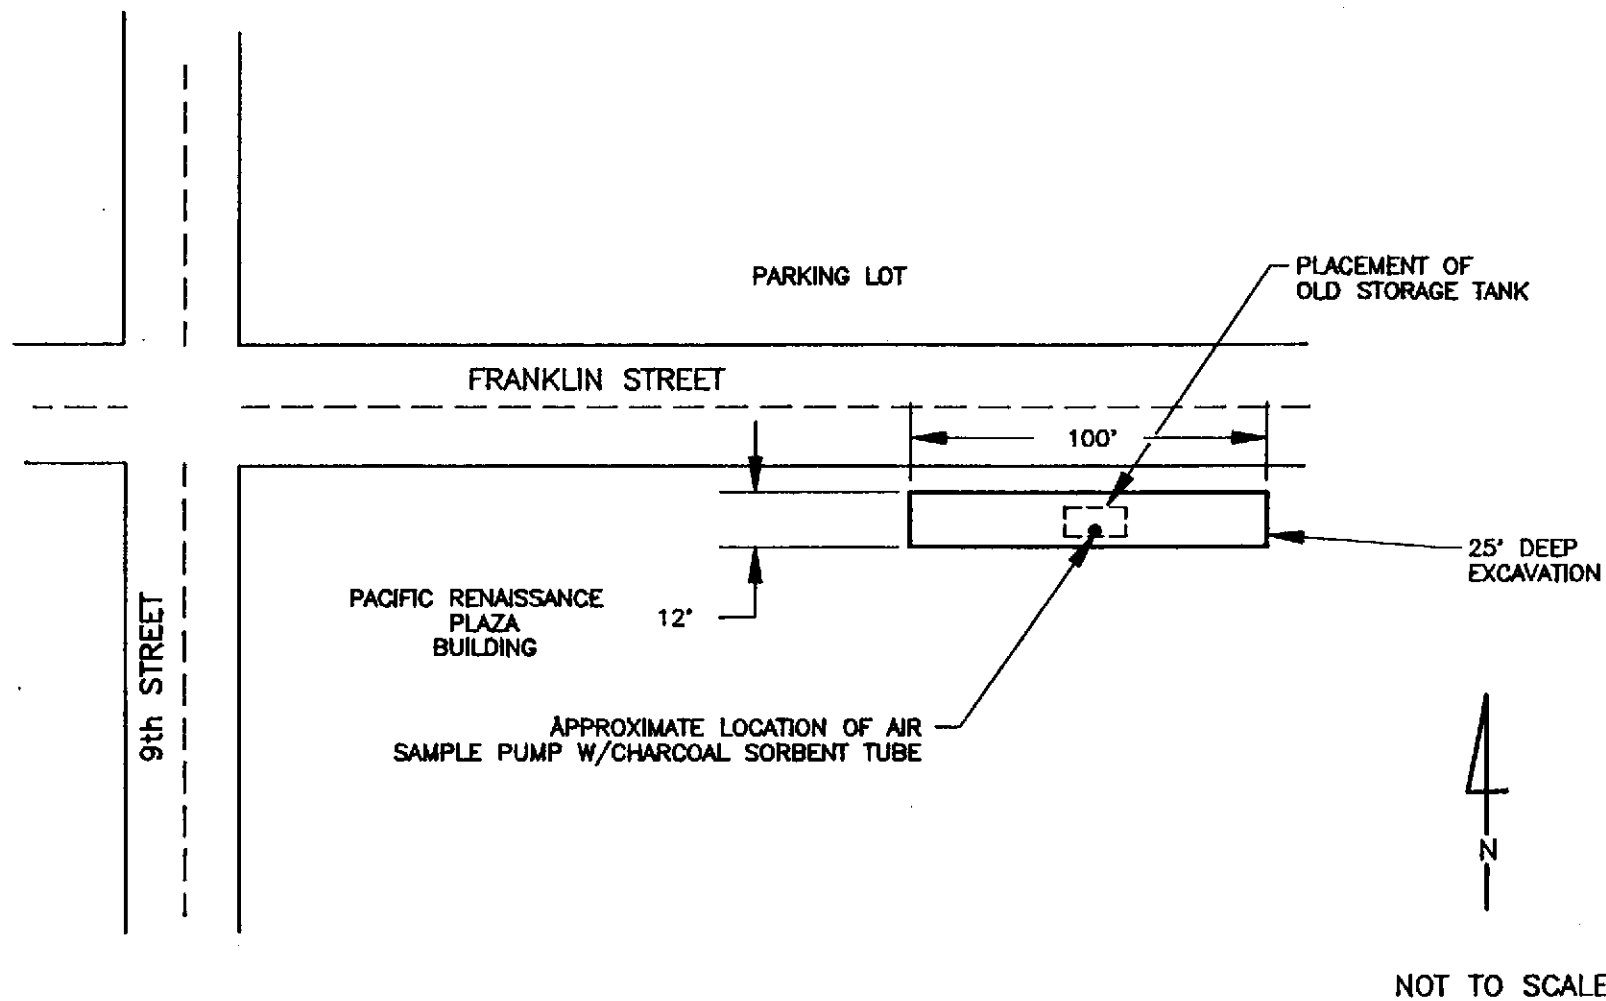 PARKING LOT
PLACEMENT OF
OLD STORAGE TANK
FRANKLIN STREET
100'
25' DEEP
EXCAVATION
PACIFIC RENAISSANCE
PLAZA
BUILDING
12'
9th STREET
APPROXIMATE LOCATION OF AIR
SAMPLE PUMP W/CHARCOAL SORBENT TUBE
N
NOT TO SCALE